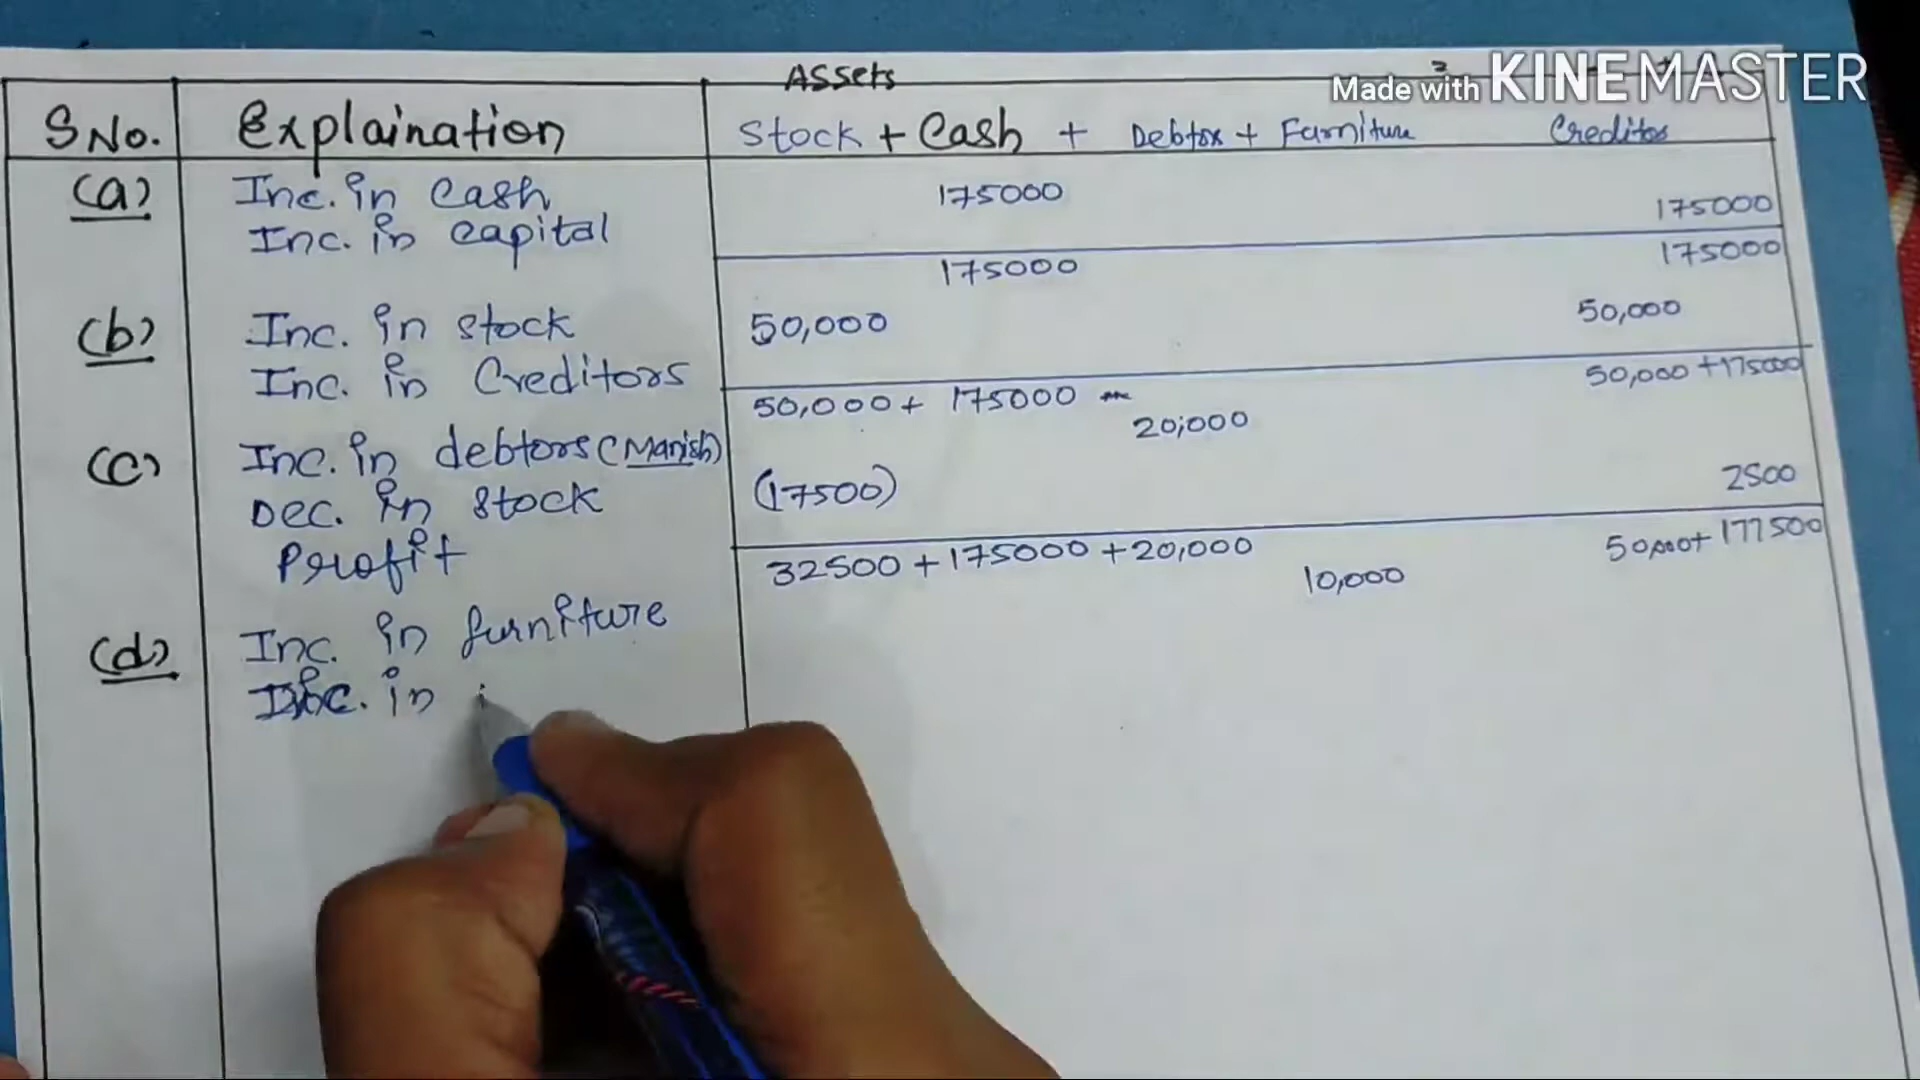 Assets
Made with KINEMASTER
S No. Explaination Stock + Cash + Debtor + Furniture Creditos
(a) Inc. in cash 175000
Inc. in capital 175000
175000 175000
(b) Inc. in stock 50,000 50,000
Inc. in Creditors
50,000 + 175000 50,000 + 175000
(c) Inc. in debtors (Manish) 20,000
Dec. in stock (17500)
Profit 2500
32500 + 175000 + 20,000 50,000+ 177500
(d) Inc. in furniture 10,000
in